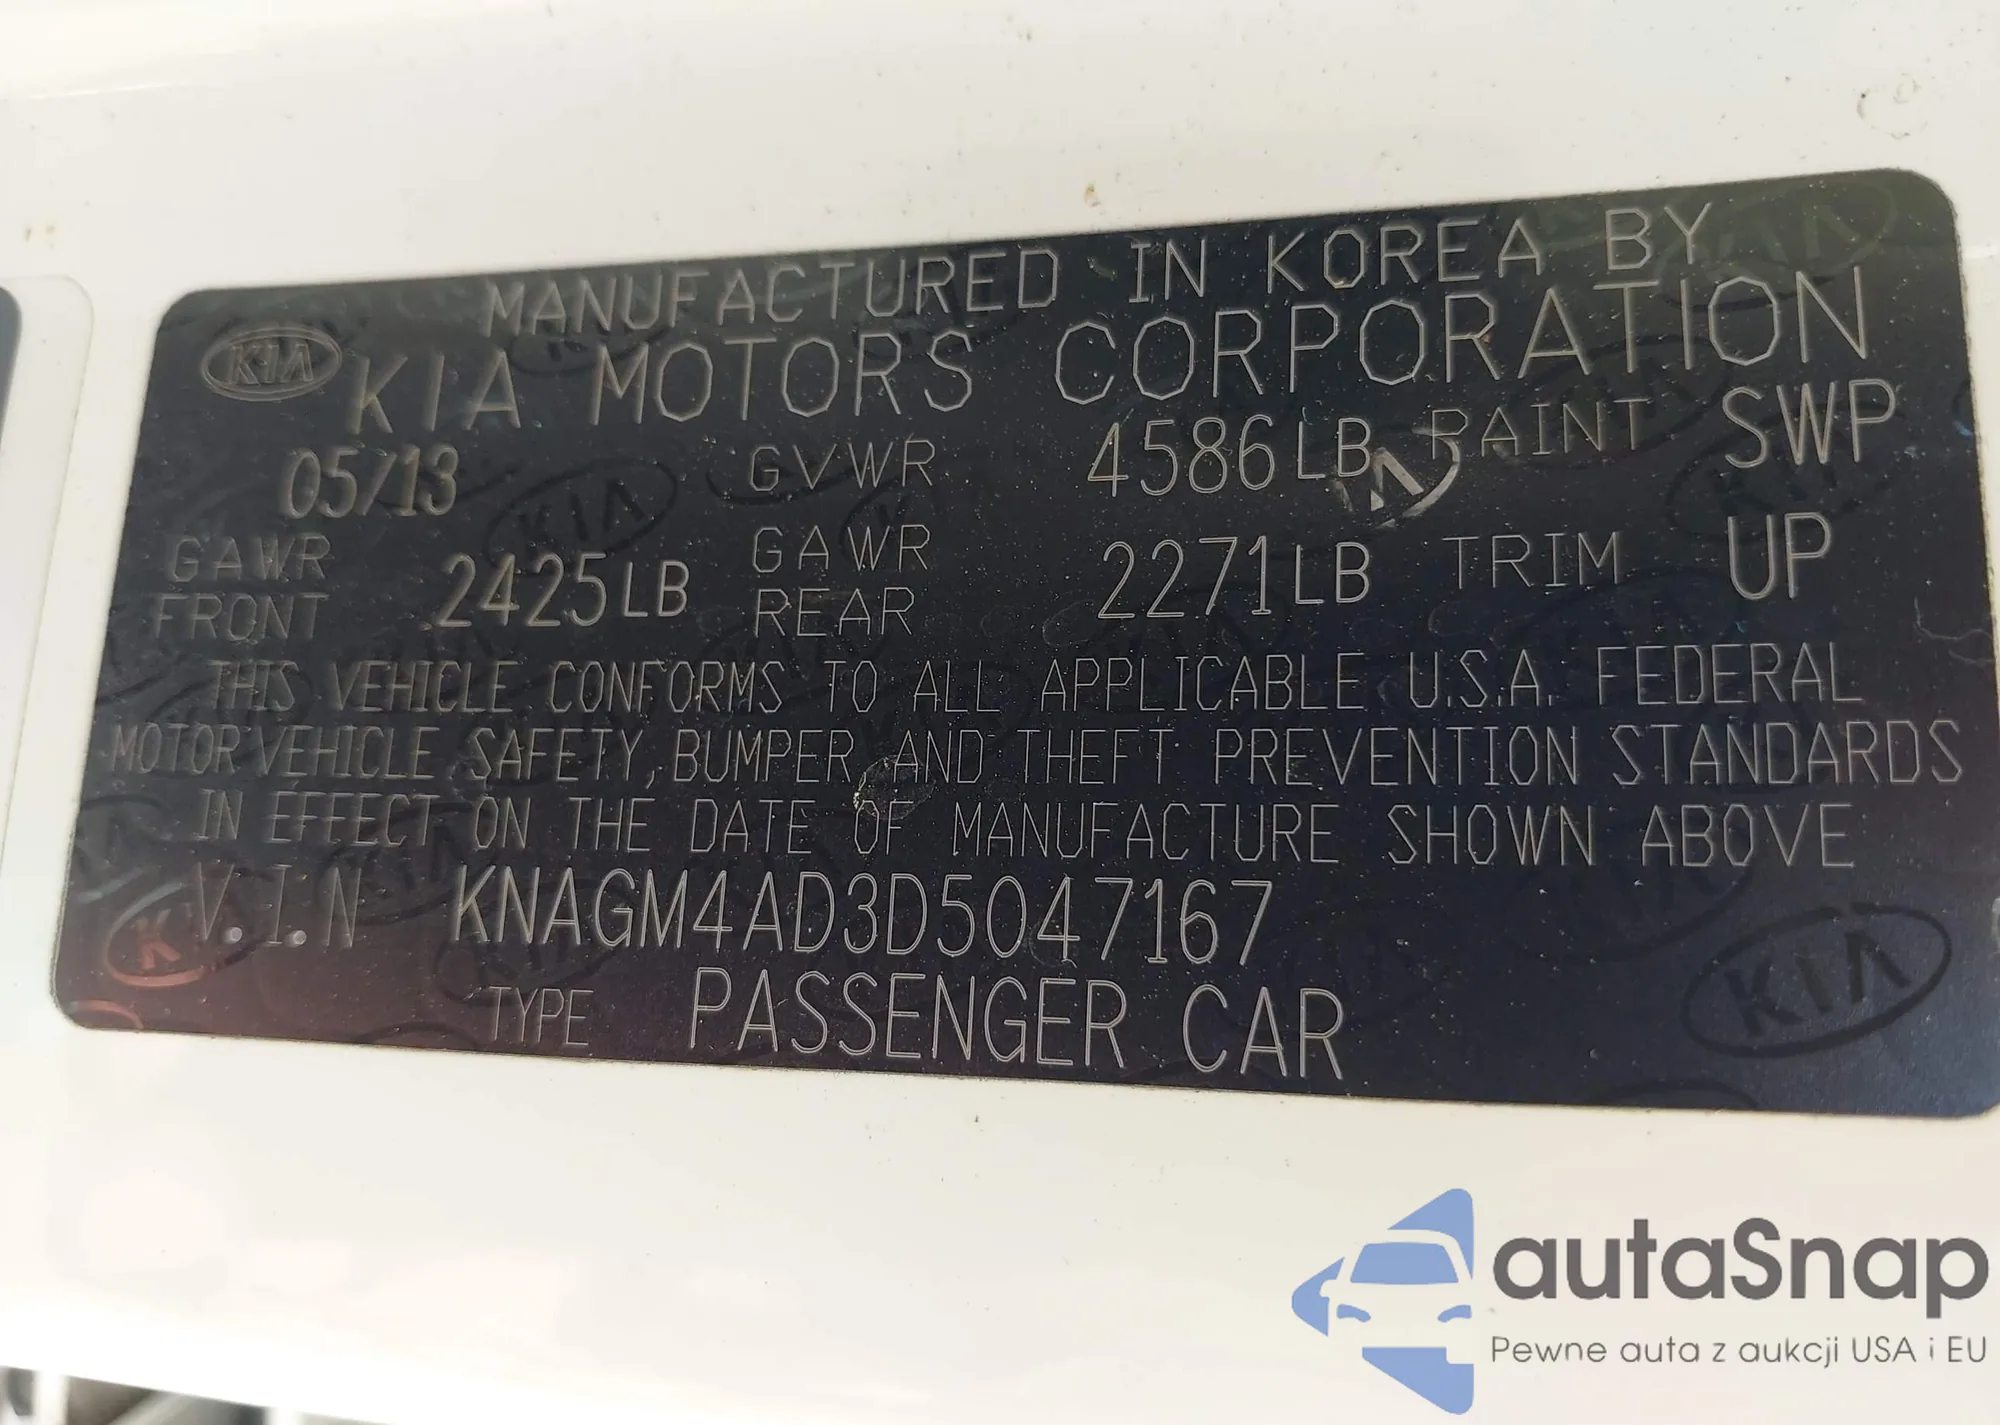 MANUFACTURED IN KOREA BY
KIA KIA MOTORS CORPORATION
05/13 GVWR 4586LB PAINT SWP
GAWR FRONT 2425LB GAWR REAR 2271LB TRIM UP
THIS VEHICLE CONFORMS TO ALL APPLICABLE U.S.A. FEDERAL
MOTOR VEHICLE SAFETY, BUMPER AND THEFT PREVENTION STANDARDS
IN EFFECT ON THE DATE OF MANUFACTURE SHOWN ABOVE
V.I.N KNAGM4AD3D5047167
TYPE PASSENGER CAR
KIA
autaSnap
Pewne auta z aukcji USA i EU